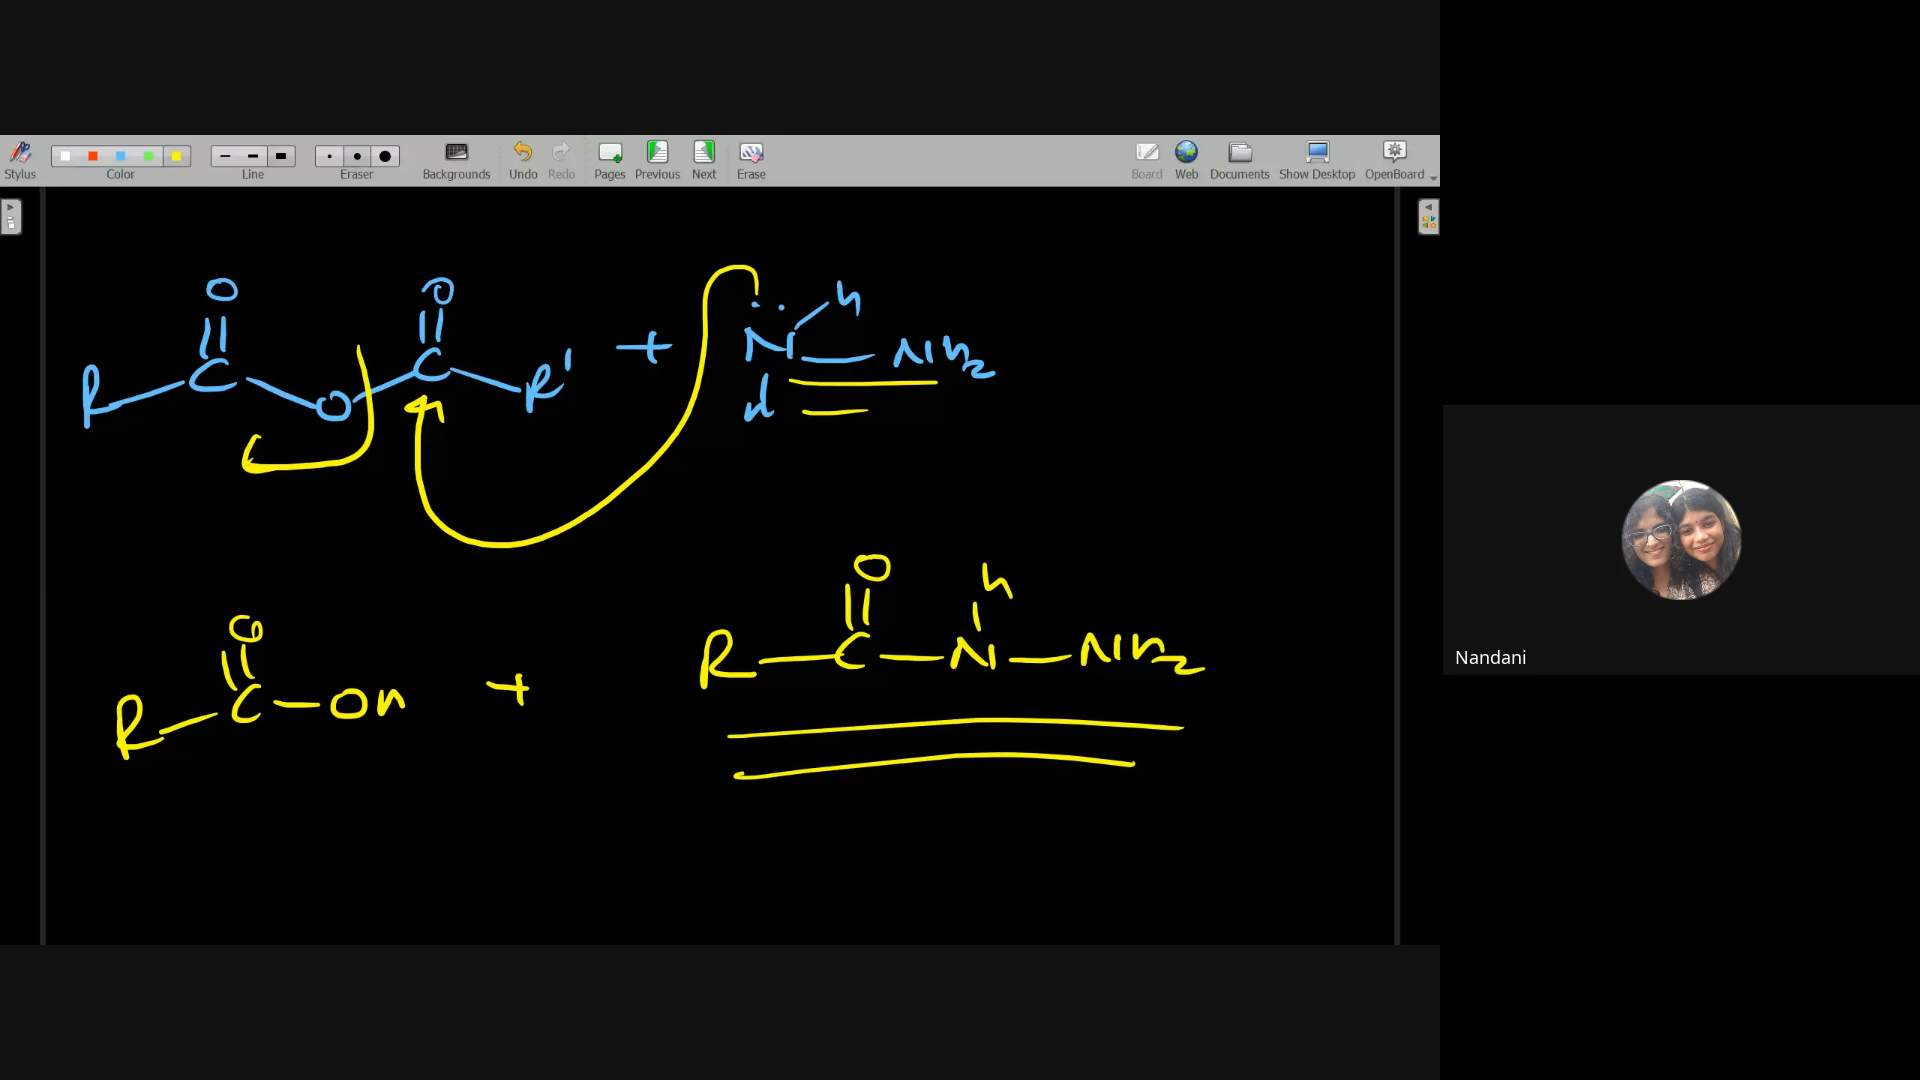 Stylus Color Line Eraser Backgrounds Undo Redo Pages Previous Next Erase Board Web Documents Show Desktop OpenBoard
O O H
|| || ..
R—C—O—C—R' + N—NH2
H
O H
|| |
R—C—N—NH2
O
||
R—C—OH +
Nandani